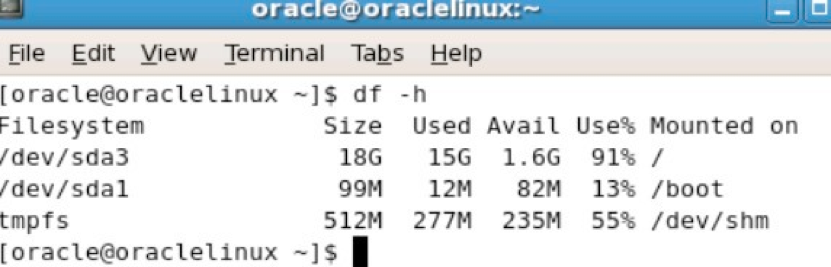 oracle@oraclelinux:~
File Edit View Terminal Tabs Help
[oracle@oraclelinux ~]$ df -h
Filesystem Size Used Avail Use% Mounted on
/dev/sda3 18G 15G 1.6G 91% /
/dev/sda1 99M 12M 82M 13% /boot
tmpfs 512M 277M 235M 55% /dev/shm
[oracle@oraclelinux ~]$